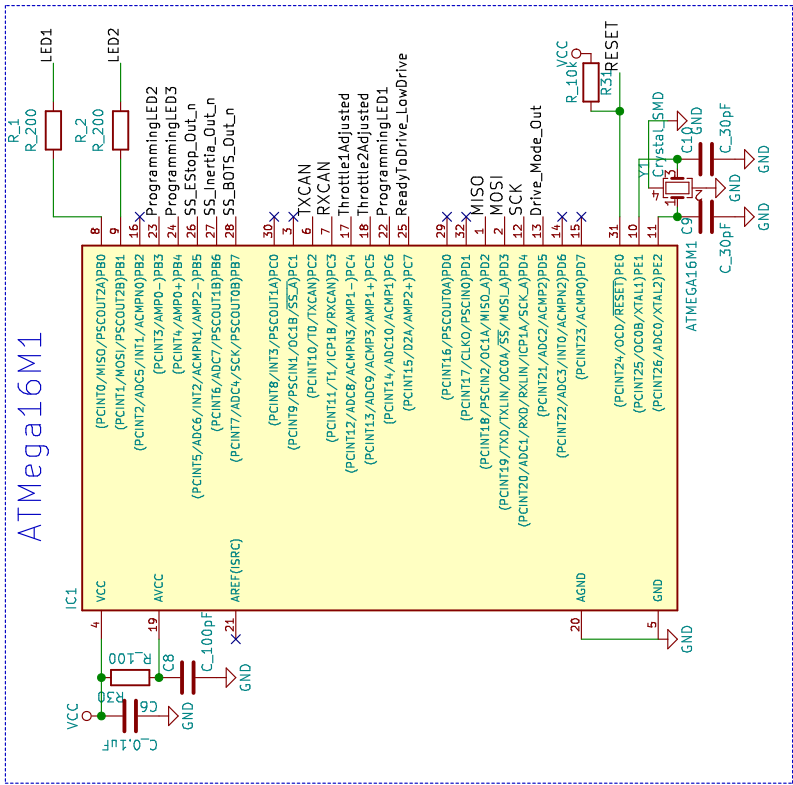 LED1
LED2
R_1
R_200
R_2
R_200
ProgrammingLED2
ProgrammingLED3
SS_EStop_Out_n
SS_Inertia_Out_n
SS_BOTS_Out_n
TXCAN
RXCAN
Throttle1Adjusted
Throttle2Adjusted
ProgrammingLED1
ReadyToDrive_LowDrive
MISO
MOSI
SCK
Drive_Mode_Out
VCC
R_10k
R31
RESET
Crystal_SMD
Y1
GND
C10
C_30pF
GND
GND
C9
C_30pF
GND
1
2
3
4
8
9
16
23
24
26
27
28
30
3
6
7
17
18
22
25
29
32
1
2
12
13
14
15
31
10
11
(PCINT0/MISO/PSCOUT2A)PB0
(PCINT1/MOSI/PSCOUT2B)PB1
(PCINT2/ADC5/INT1/ACMPN0)PB2
(PCINT3/AMP0-)PB3
(PCINT4/AMP0+)PB4
(PCINT5/ADC6/INT2/ACMPN1/AMP2-)PB5
(PCINT6/ADC7/PSCOUT1B)PB6
(PCINT7/ADC4/SCK/PSCOUT0B)PB7
(PCINT8/INT3/PSCOUT1A)PC0
(PCINT9/PSCIN1/OC1B/SS_A)PC1
(PCINT10/T0/TXCAN)PC2
(PCINT11/T1/ICP1B/RXCAN)PC3
(PCINT12/ADC8/ACMPN3/AMP1-)PC4
(PCINT13/ADC9/ACMP3/AMP1+)PC5
(PCINT14/ADC10/ACMP1)PC6
(PCINT15/D2A/AMP2+)PC7
(PCINT16/PSCOUT0A)PD0
(PCINT17/CLKO/PSCIN0)PD1
(PCINT18/PSCIN2/OC1A/MISO_A)PD2
(PCINT19/TXD/TXLIN/OC0A/SS/MOSI_A)PD3
(PCINT20/ADC1/RXD/RXLIN/ICP1A/SCK_A)PD4
(PCINT21/ADC2/ACMP2)PD5
(PCINT22/ADC3/INT0/ACMPN2)PD6
(PCINT23/ACMP0)PD7
(PCINT24/OCD/RESET)PE0
(PCINT25/OC0B/XTAL1)PE1
(PCINT26/ADC0/XTAL2)PE2
ATMEGA16M1
ATMega16M1
IC1
VCC
AVCC
AREF(ISRC)
AGND
GND
4
19
21
20
5
GND
R_100
R30
C8
C_100pF
GND
VCC
C6
C_0.1uF
GND